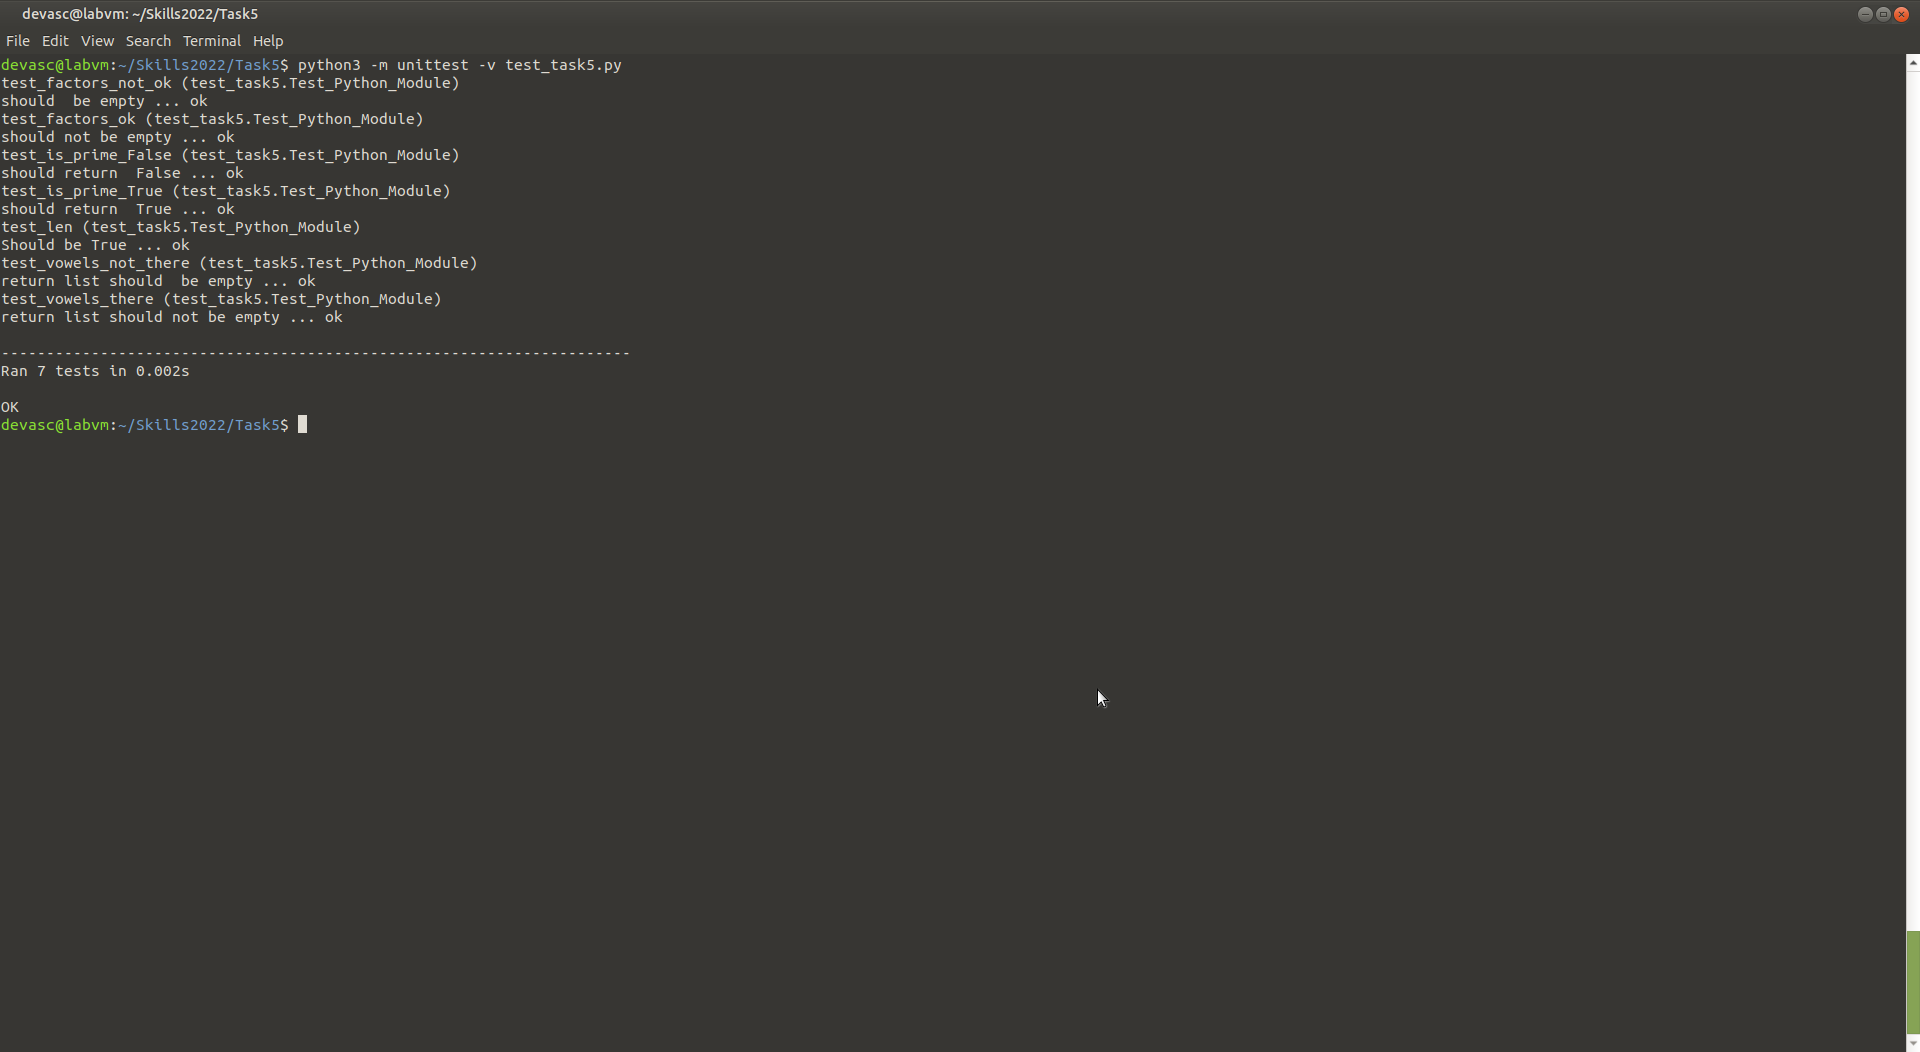 devasc@labvm: ~/Skills2022/Task5
File Edit View Search Terminal Help
devasc@labvm:~/Skills2022/Task5$ python3 -m unittest -v test_task5.py
test_factors_not_ok (test_task5.Test_Python_Module)
should  be empty ... ok
test_factors_ok (test_task5.Test_Python_Module)
should not be empty ... ok
test_is_prime_False (test_task5.Test_Python_Module)
should return  False ... ok
test_is_prime_True (test_task5.Test_Python_Module)
should return  True ... ok
test_len (test_task5.Test_Python_Module)
Should be True ... ok
test_vowels_not_there (test_task5.Test_Python_Module)
return list should  be empty ... ok
test_vowels_there (test_task5.Test_Python_Module)
return list should not be empty ... ok
----------------------------------------------------------------------
Ran 7 tests in 0.002s
OK
devasc@labvm:~/Skills2022/Task5$